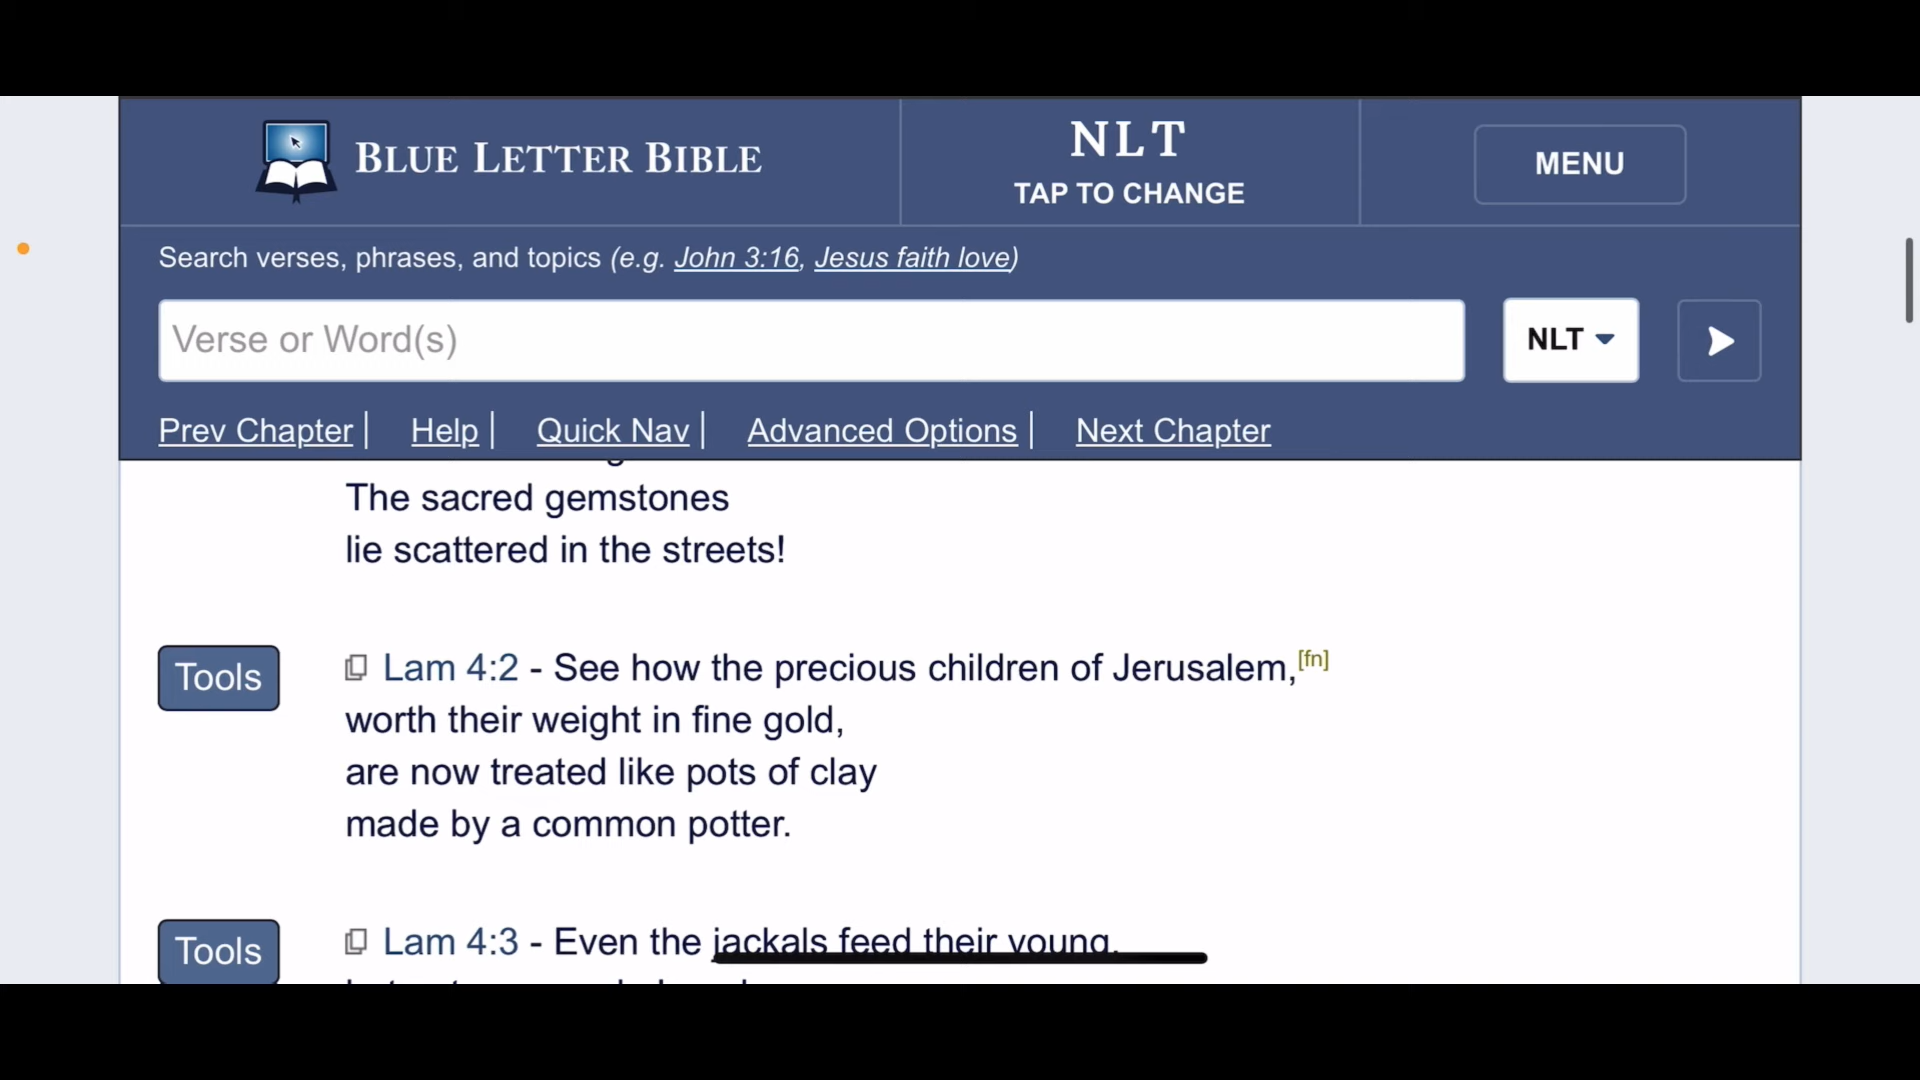 BLUE LETTER BIBLE
NLT
TAP TO CHANGE
MENU
Search verses, phrases, and topics (e.g. John 3:16, Jesus faith love)
Verse or Word(s)
NLT
Prev Chapter | Help | Quick Nav | Advanced Options | Next Chapter
The sacred gemstones
lie scattered in the streets!
Tools
Lam 4:2 - See how the precious children of Jerusalem,[fn]
worth their weight in fine gold,
are now treated like pots of clay
made by a common potter.
Tools
Lam 4:3 - Even the jackals feed their young,